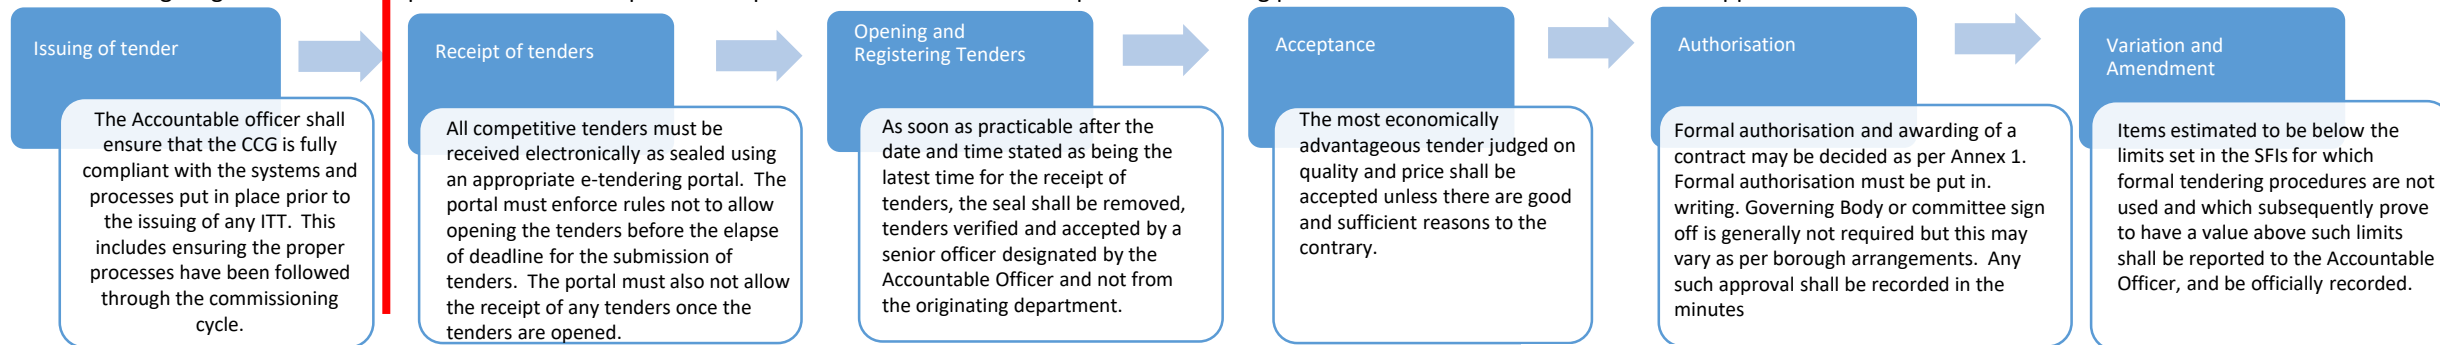 Issuing of tender
The Accountable officer shall
ensure that the CCG is fully
compliant with the systems and
processes put in place prior to
the issuing of any ITT. This
includes ensuring the proper
processes have been followed
through the commissioning
cycle.
Receipt of tenders
All competitive tenders must be
received electronically as sealed using
an appropriate e-tendering portal. The
portal must enforce rules not to allow
opening the tenders before the elapse
of deadline for the submission of
tenders. The portal must also not allow
the receipt of any tenders once the
tenders are opened.
Opening and
Registering Tenders
As soon as practicable after the
date and time stated as being the
latest time for the receipt of
tenders, the seal shall be removed,
tenders verified and accepted by a
senior officer designated by the
Accountable Officer and not from
the originating department.
Acceptance
The most economically
advantageous tender judged on
quality and price shall be
accepted unless there are good
and sufficient reasons to the
contrary.
Authorisation
Formal authorisation and awarding of a
contract may be decided as per Annex 1.
Formal authorisation must be put in.
writing. Governing Body or committee sign
off is generally not required but this may
vary as per borough arrangements. Any
such approval shall be recorded in the
minutes
Variation and
Amendment
Items estimated to be below the
limits set in the SFIs for which
formal tendering procedures are not
used and which subsequently prove
to have a value above such limits
shall be reported to the Accountable
Officer, and be officially recorded.